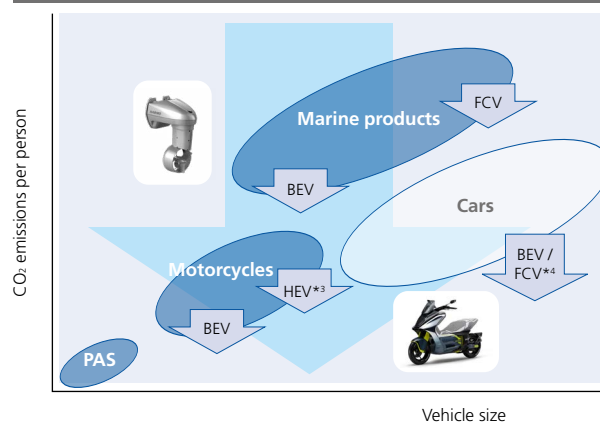 CO₂ emissions per person
FCV
Marine products
BEV
Cars
BEV /
FCV*4
Motorcycles
HEV*3
BEV
PAS
Vehicle size